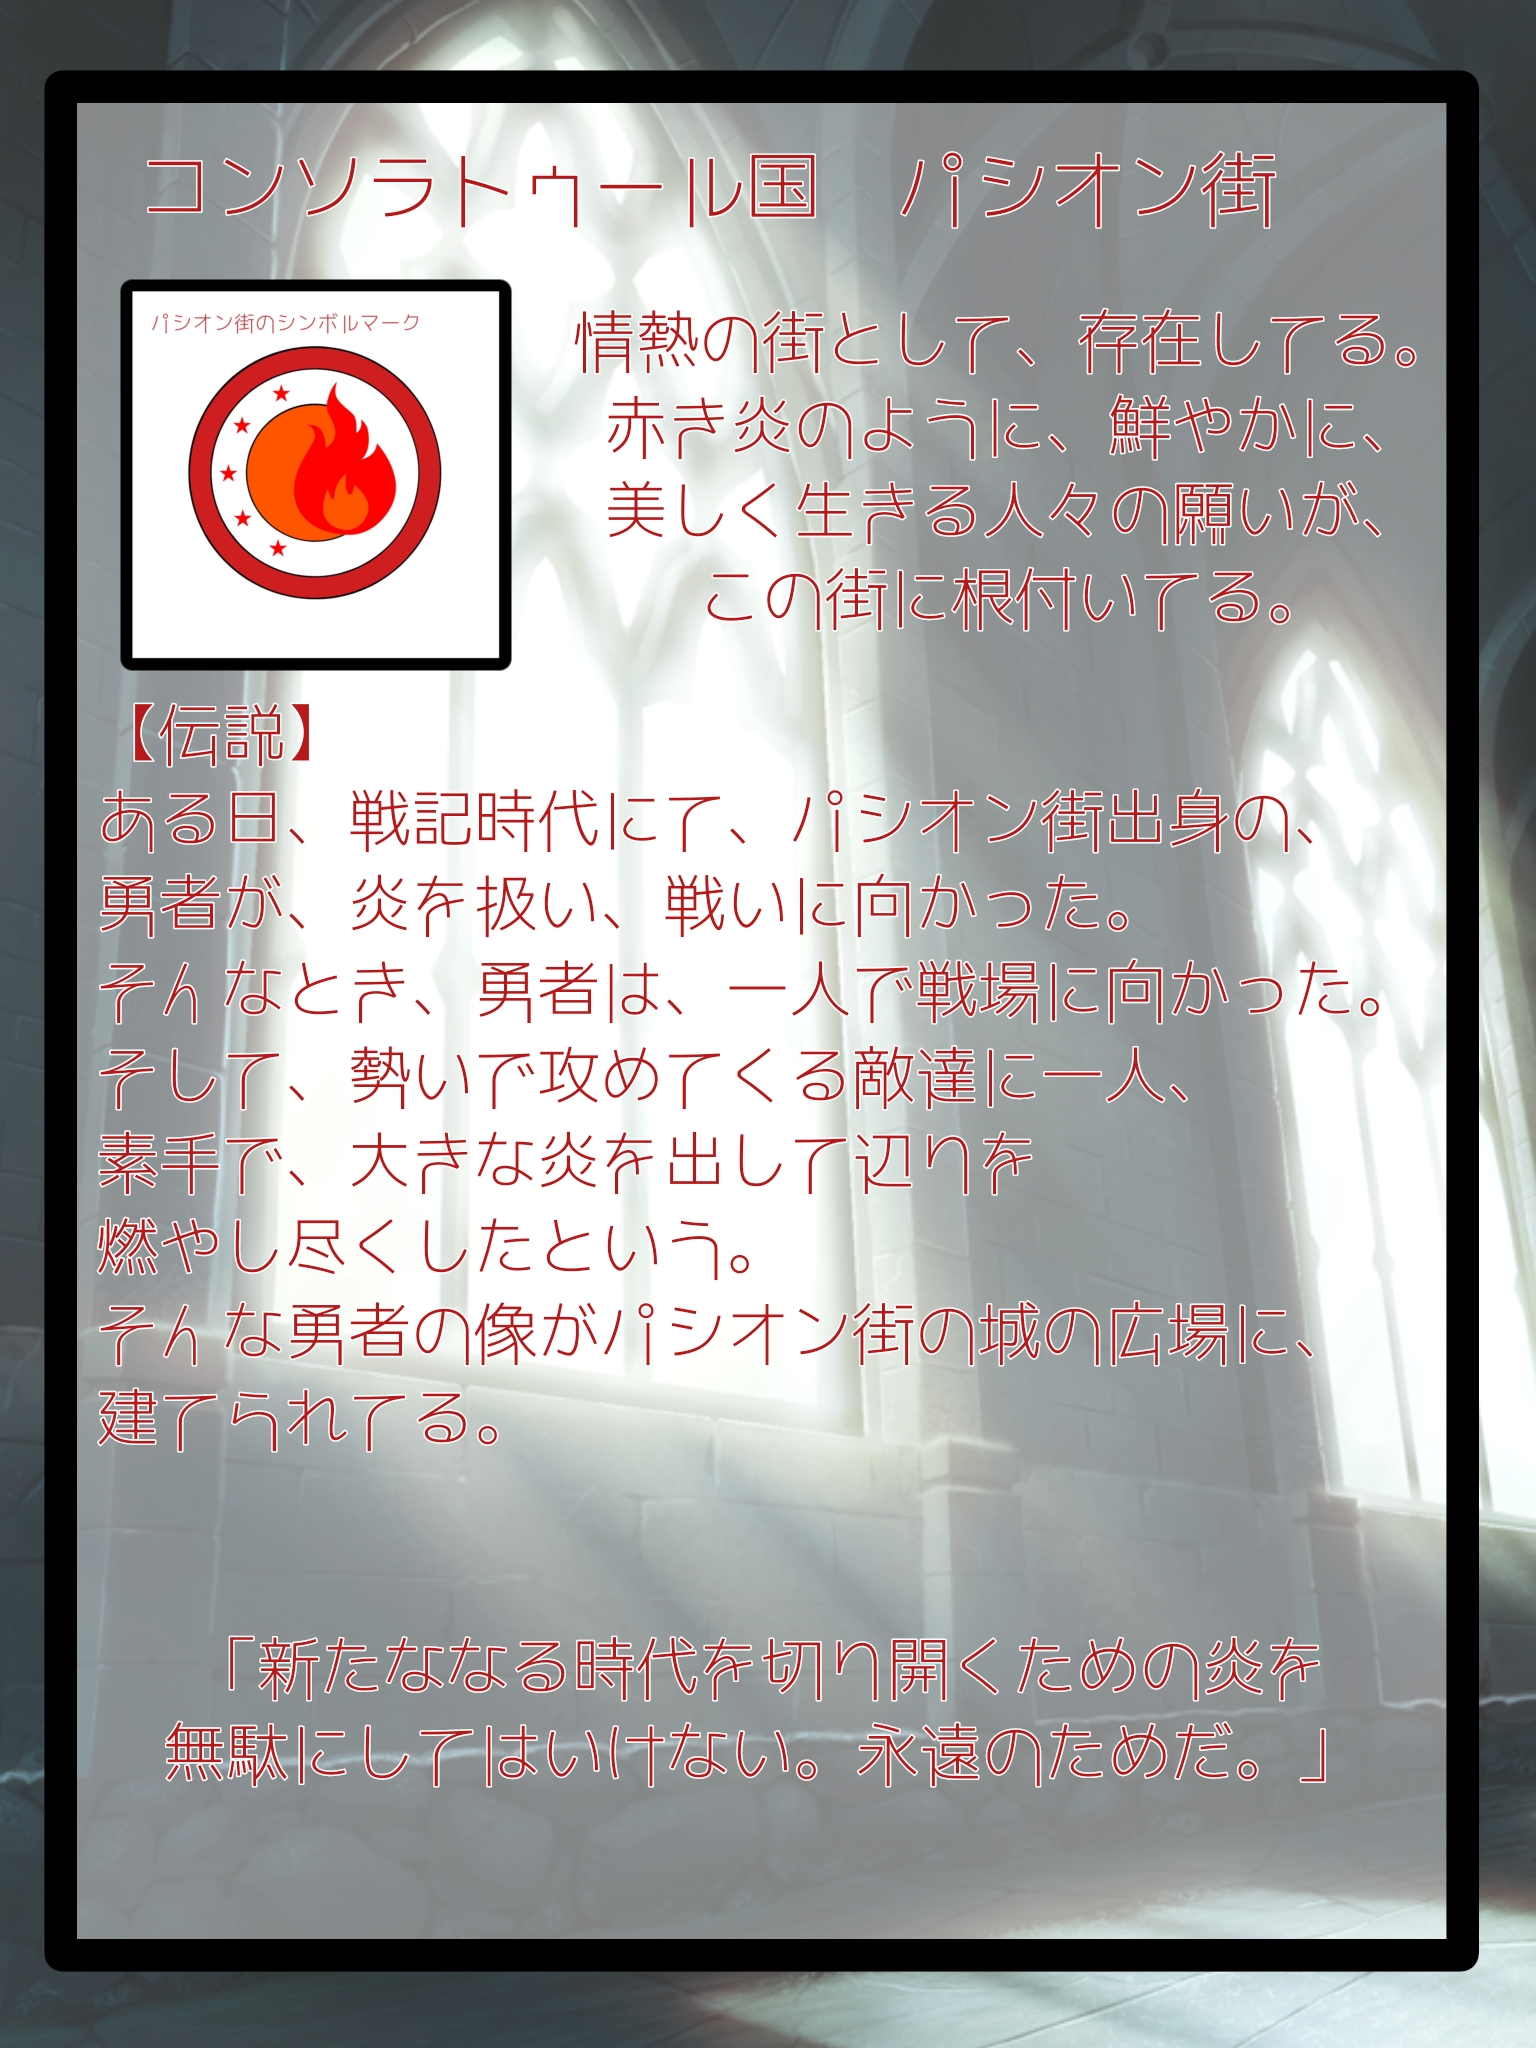 コンソラトゥール国　パシオン街
パシオン街のシンボルマーク
情熱の街として、存在してる。
赤き炎のように、鮮やかに、
美しく生きる人々の願いが、
この街に根付いてる。
【伝説】
ある日、戦記時代にて、パシオン街出身の、
勇者が、炎を扱い、戦いに向かった。
そんなとき、勇者は、一人で戦場に向かった。
そして、勢いで攻めてくる敵達に一人、
素手で、大きな炎を出して辺りを
燃やし尽くしたという。
そんな勇者の像がパシオン街の城の広場に、
建てられてる。
「新たななる時代を切り開くための炎を
無駄にしてはいけない。永遠のためだ。」